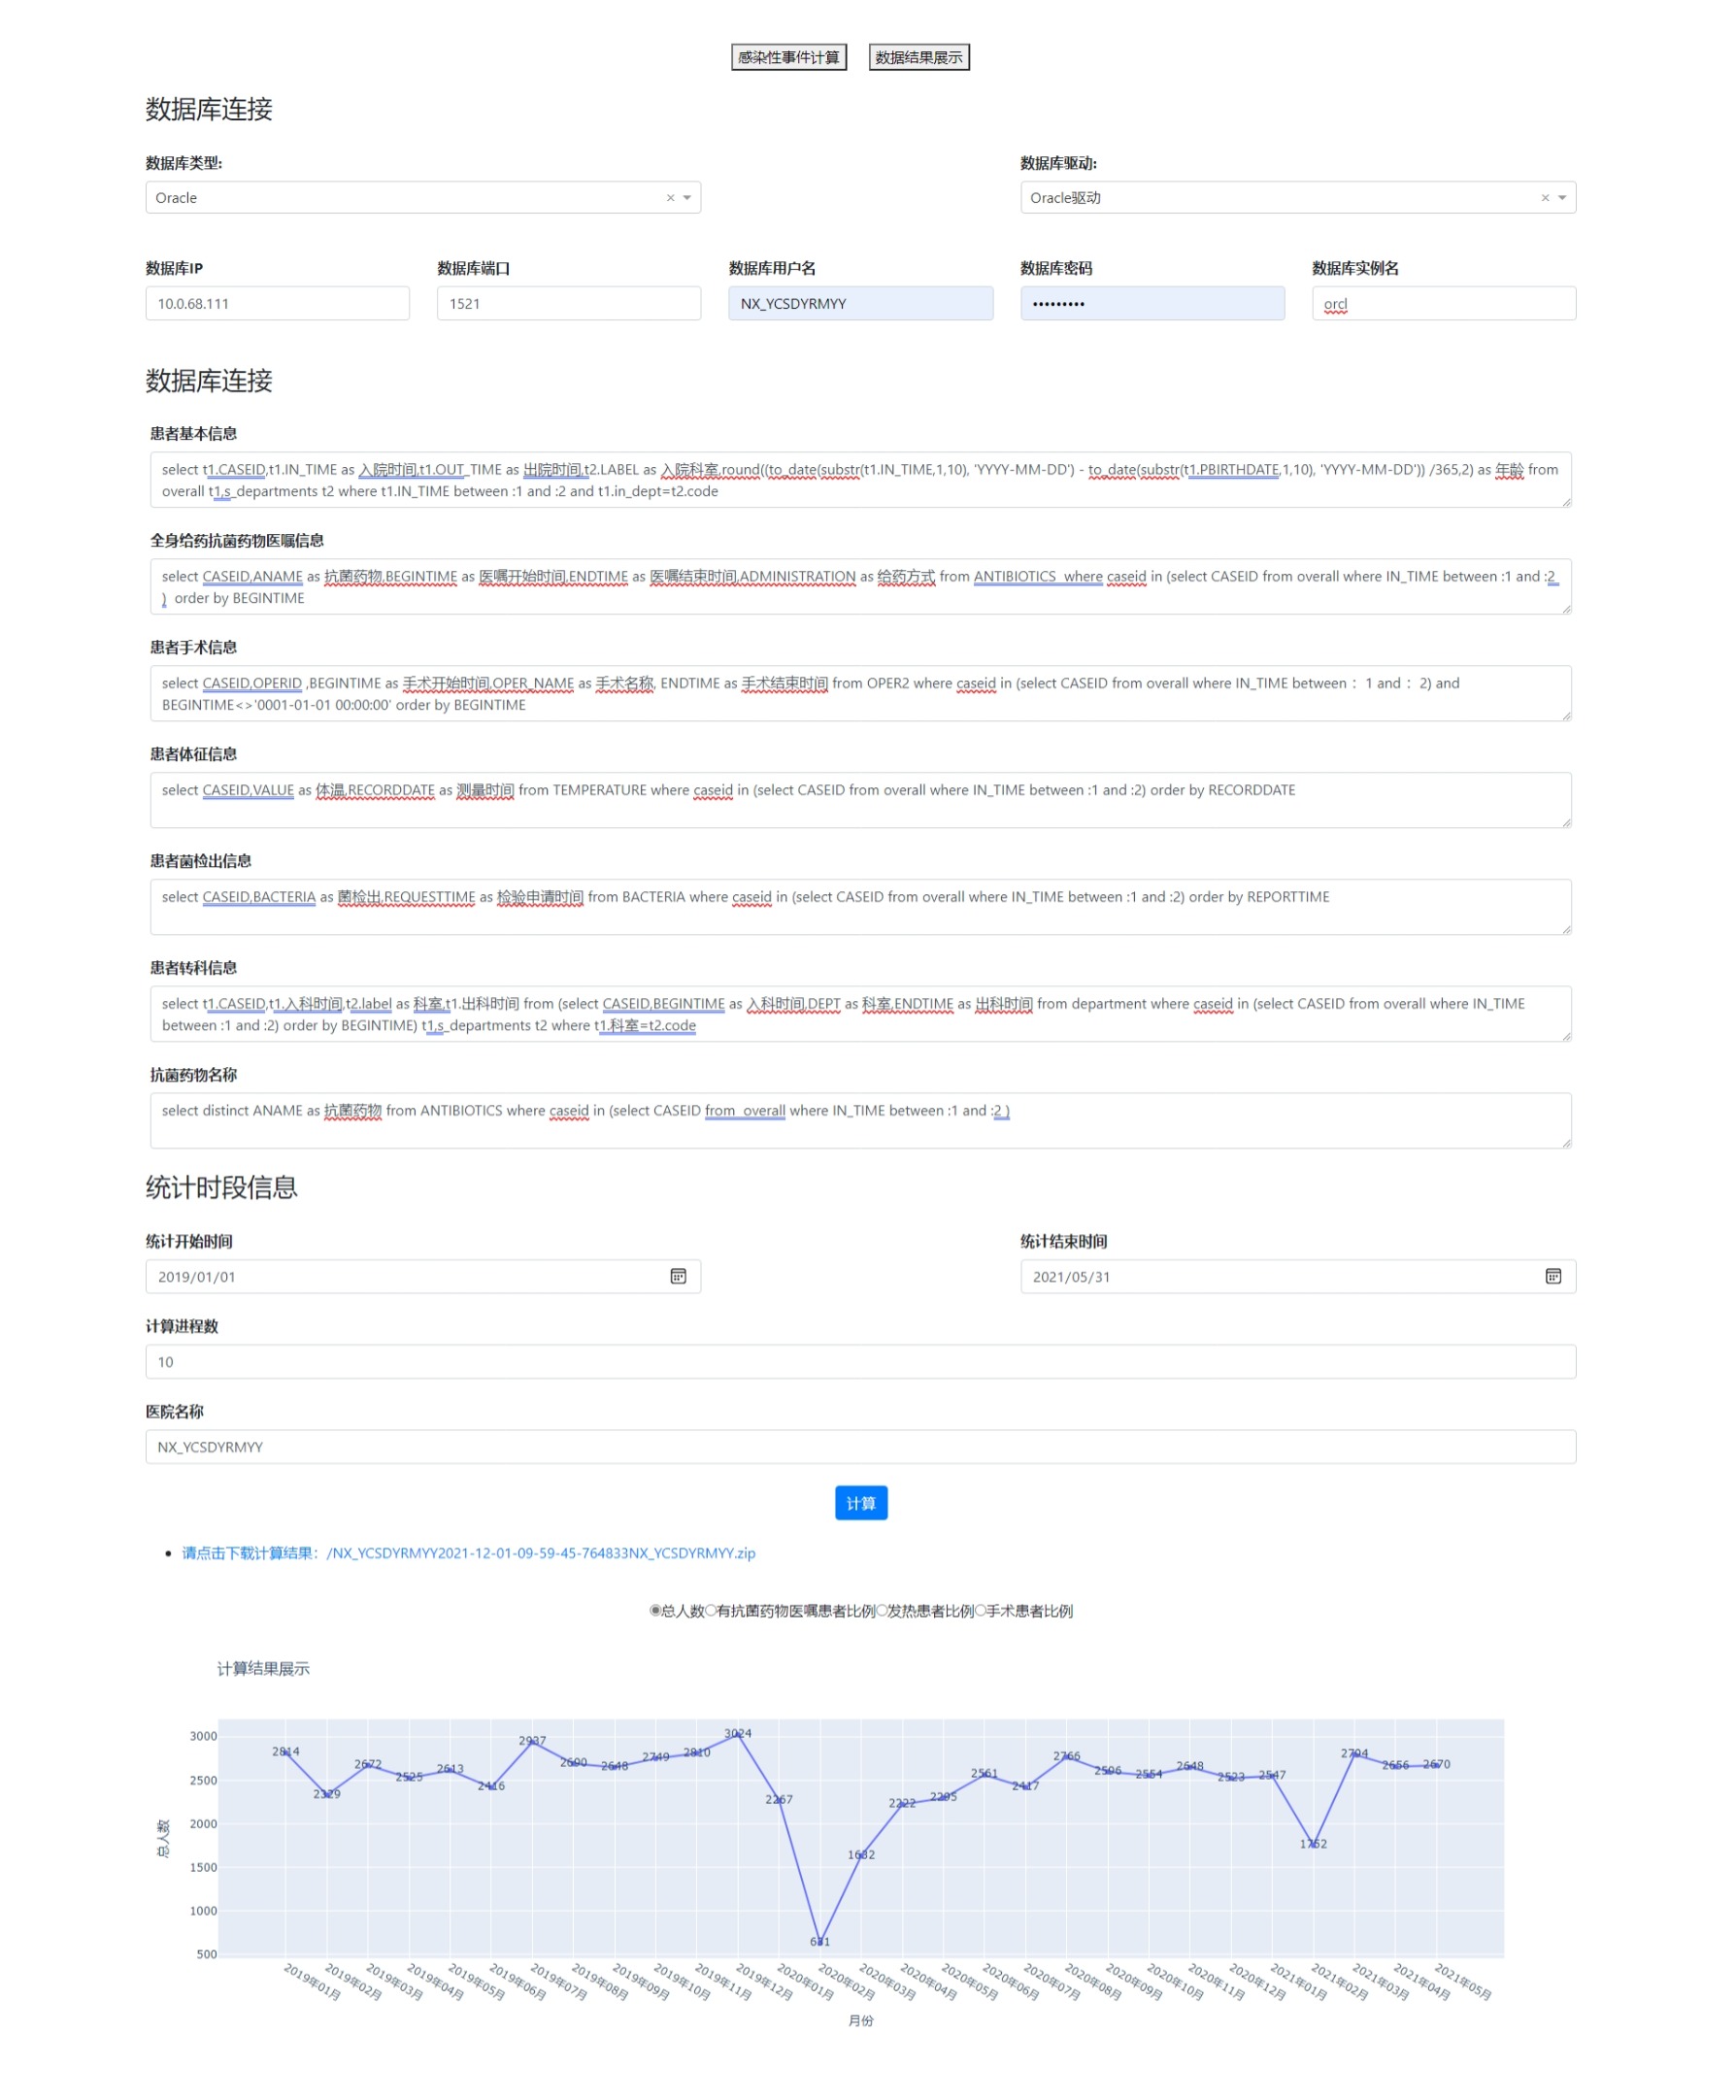 感染性事件计算 数据结果展示
数据库连接
数据库类型: 数据库驱动:
Oracle × Oracle驱动 ×
数据库IP 数据库端口 数据库用户名 数据库密码 数据库实例名
10.0.68.111 1521 NX_YCSDYRMYY ••••••••• orcl
数据库连接
患者基本信息
select t1.CASEID,t1.IN_TIME as 入院时间,t1.OUT_TIME as 出院时间,t2.LABEL as 入院科室,round((to_date(substr(t1.IN_TIME,1,10), 'YYYY-MM-DD') - to_date(substr(t1.PBIRTHDATE,1,10), 'YYYY-MM-DD')) /365,2) as 年龄 from
overall t1,s_departments t2 where t1.IN_TIME between :1 and :2 and t1.in_dept=t2.code
全身给药抗菌药物医嘱信息
select CASEID,ANAME as 抗菌药物,BEGINTIME as 医嘱开始时间,ENDTIME as 医嘱结束时间,ADMINISTRATION as 给药方式 from ANTIBIOTICS where caseid in (select CASEID from overall where IN_TIME between :1 and :2
) order by BEGINTIME
患者手术信息
select CASEID,OPERID ,BEGINTIME as 手术开始时间,OPER_NAME as 手术名称, ENDTIME as 手术结束时间 from OPER2 where caseid in (select CASEID from overall where IN_TIME between ：1 and ：2) and
BEGINTIME<>'0001-01-01 00:00:00' order by BEGINTIME
患者体征信息
select CASEID,VALUE as 体温,RECORDDATE as 测量时间 from TEMPERATURE where caseid in (select CASEID from overall where IN_TIME between :1 and :2) order by RECORDDATE
患者菌检出信息
select CASEID,BACTERIA as 菌检出,REQUESTTIME as 检验申请时间 from BACTERIA where caseid in (select CASEID from overall where IN_TIME between :1 and :2) order by REPORTTIME
患者转科信息
select t1.CASEID,t1.入科时间,t2.label as 科室,t1.出科时间 from (select CASEID,BEGINTIME as 入科时间,DEPT as 科室,ENDTIME as 出科时间 from department where caseid in (select CASEID from overall where IN_TIME
between :1 and :2) order by BEGINTIME) t1,s_departments t2 where t1.科室=t2.code
抗菌药物名称
select distinct ANAME as 抗菌药物 from ANTIBIOTICS where caseid in (select CASEID from overall where IN_TIME between :1 and :2 )
统计时段信息
统计开始时间 统计结束时间
2019/01/01 2021/05/31
计算进程数
10
医院名称
NX_YCSDYRMYY
计算
• 请点击下载计算结果：/NX_YCSDYRMYY2021-12-01-09-59-45-764833NX_YCSDYRMYY.zip
总人数 有抗菌药物医嘱患者比例 发热患者比例 手术患者比例
计算结果展示
总人数
3000
2500
2000
1500
1000
500
2814 2329 2672 2525 2613 2416 2937 2690 2648 2749 2810 3024 2267 631 1632 2222 2295 2561 2417 2766 2596 2554 2648 2523 2547 1752 2794 2656 2670
2019年01月 2019年02月 2019年03月 2019年04月 2019年05月 2019年06月 2019年07月 2019年08月 2019年09月 2019年10月 2019年11月 2019年12月 2020年01月 2020年02月 2020年03月 2020年04月 2020年05月 2020年06月 2020年07月 2020年08月 2020年09月 2020年10月 2020年11月 2020年12月 2021年01月 2021年02月 2021年03月 2021年04月 2021年05月
月份